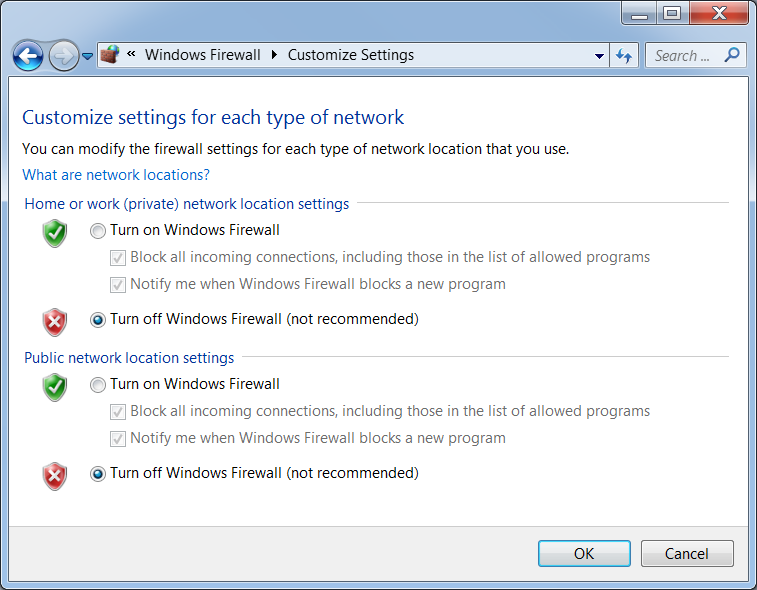 « Windows Firewall Customize Settings Search ...
Customize settings for each type of network
You can modify the firewall settings for each type of network location that you use.
What are network locations?
Home or work (private) network location settings
Turn on Windows Firewall
Block all incoming connections, including those in the list of allowed programs
Notify me when Windows Firewall blocks a new program
Turn off Windows Firewall (not recommended)
Public network location settings
Turn on Windows Firewall
Block all incoming connections, including those in the list of allowed programs
Notify me when Windows Firewall blocks a new program
Turn off Windows Firewall (not recommended)
OK Cancel